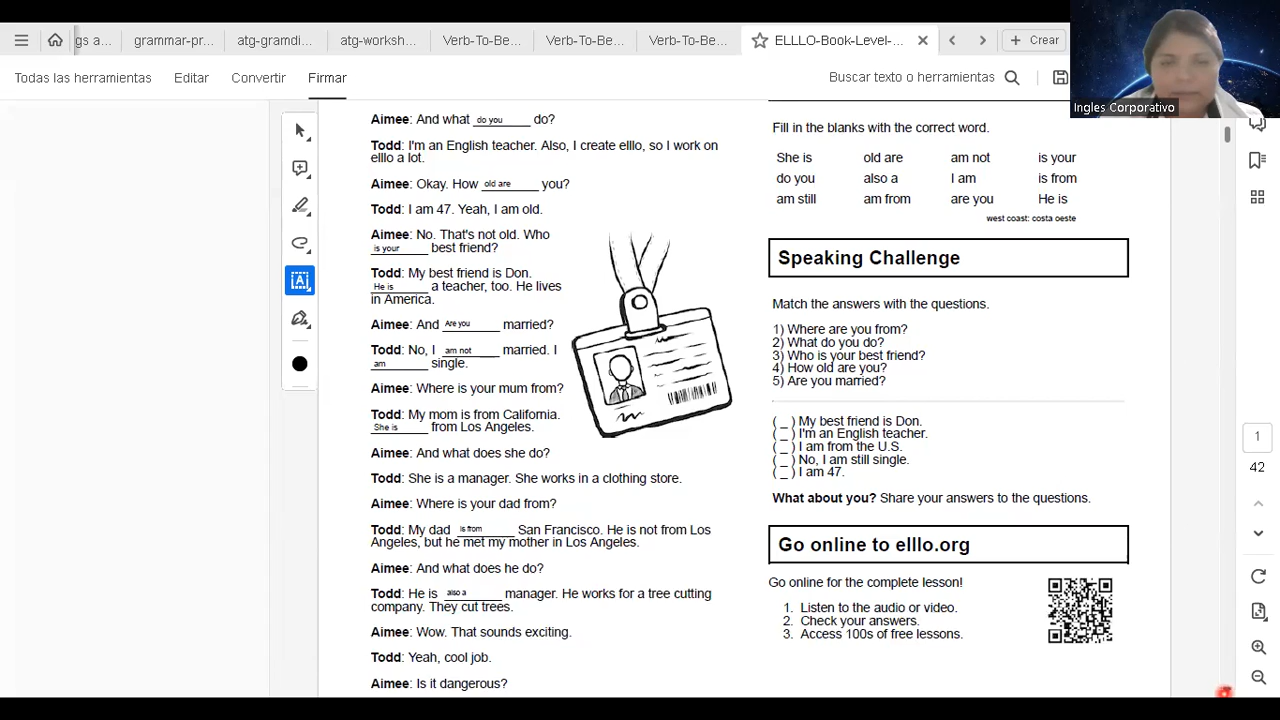 gs a...
grammar-pr...
atg-gramdi...
atg-worksh...
Verb-To-Be...
Verb-To-Be...
Verb-To-Be...
ELLLO-Book-Level-...
Crear
Todas las herramientas
Editar
Convertir
Firmar
Buscar texto o herramientas
Ingles Corporativo
Aimee: And what do you do?
Todd: I'm an English teacher. Also, I create elllo, so I work on
elllo a lot.
Aimee: Okay. How old are you?
Todd: I am 47. Yeah, I am old.
Aimee: No. That's not old. Who
is your best friend?
Todd: My best friend is Don.
He is a teacher, too. He lives
in America.
Aimee: And Are you married?
Todd: No, I am not married. I
am single.
Aimee: Where is your mum from?
Todd: My mom is from California.
She is from Los Angeles.
Aimee: And what does she do?
Todd: She is a manager. She works in a clothing store.
Aimee: Where is your dad from?
Todd: My dad is from San Francisco. He is not from Los
Angeles, but he met my mother in Los Angeles.
Aimee: And what does he do?
Todd: He is also a manager. He works for a tree cutting
company. They cut trees.
Aimee: Wow. That sounds exciting.
Todd: Yeah, cool job.
Aimee: Is it dangerous?
Fill in the blanks with the correct word.
She is old are am not is your
do you also a I am is from
am still am from are you He is
west coast: costa oeste
Speaking Challenge
Match the answers with the questions.
1) Where are you from?
2) What do you do?
3) Who is your best friend?
4) How old are you?
5) Are you married?
( _ ) My best friend is Don.
( _ ) I'm an English teacher.
( _ ) I am from the U.S.
( _ ) No, I am still single.
( _ ) I am 47.
What about you? Share your answers to the questions.
Go online to elllo.org
Go online for the complete lesson!
1. Listen to the audio or video.
2. Check your answers.
3. Access 100s of free lessons.
1
42